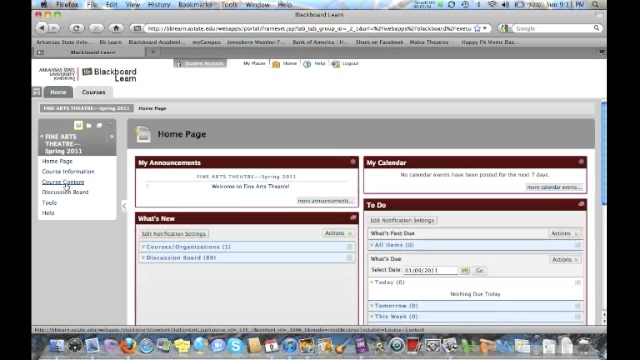 Firefox File Edit View History Bookmarks Tools Window Help
Sun 9:11 PM
Blackboard Learn
Arkansas State Univ
Bb Learn
Blackboards
myCampus
Jonesboro Weather
Bank of America
Facebook
Make Theatre
Happy Fit Moms
Blackboard Learn
Student Account
My Places
Home
Help
Logout
ARKANSAS STATE
UNIVERSITY
Blackboard
Learn
Home
Courses
FINE ARTS THEATRE--Spring 2011
Home Page
FINE ARTS
THEATRE--
Spring 2011
Home Page
Course Information
Course Content
Discussion Board
Tools
Help
Home Page
My Announcements
FINE ARTS THEATRE--Spring 2011
Welcome to Fine Arts Theatre!
more announcements...
What's New
Edit Notification Settings
Actions
Courses/Organizations (1)
Discussion Board (89)
My Calendar
No calendar events have been posted for the next 7 days.
more calendar events...
To Do
Edit Notification Settings
What's Past Due
Actions
All Items (0)
What's Due
Actions
Select Date:
01/09/2011
Go
Today (0)
Nothing Due Today
Tomorrow (0)
This Week (0)